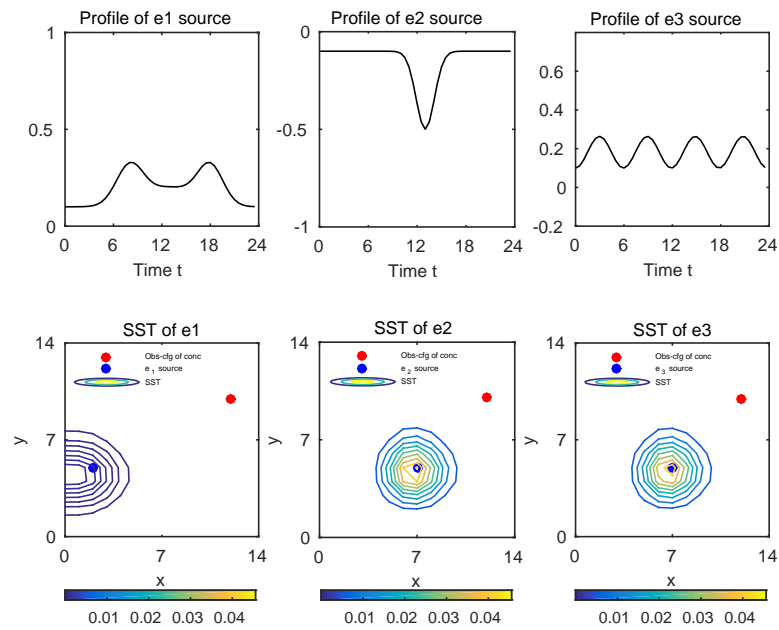 Profile of e1 source
Profile of e2 source
Profile of e3 source
1
0.5
0
0 6 12 18 24
Time t
0
-0.5
-1
0 6 12 18 24
Time t
0.6
0.4
0.2
0
-0.2
0 6 12 18 24
Time t
SST of e1
SST of e2
SST of e3
14
7
0
y
Obs-cfg of conc
e1 source
SST
0 7 14
x
14
7
0
y
Obs-cfg of conc
e2 source
SST
0 7 14
x
14
7
0
y
Obs-cfg of conc
e3 source
SST
0 7 14
x
0.01 0.02 0.03 0.04
0.01 0.02 0.03 0.04
0.01 0.02 0.03 0.04